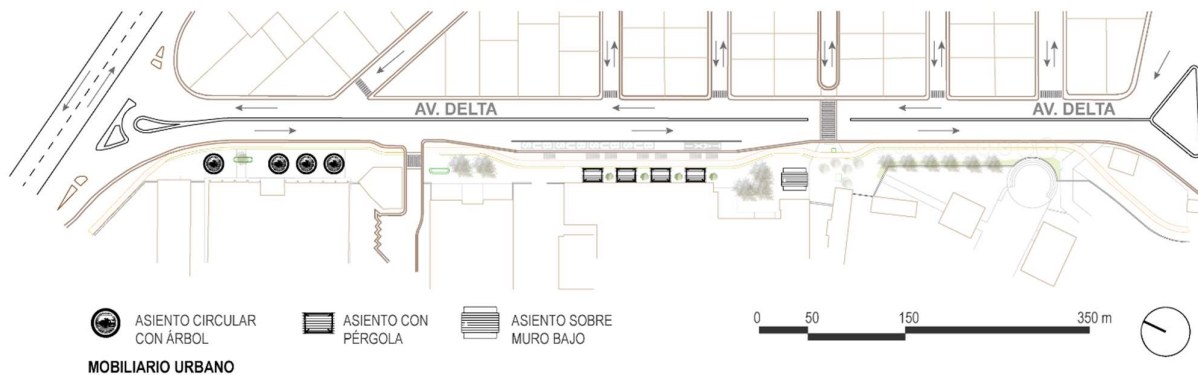 AV. DELTA
AV. DELTA
ASIENTO CIRCULAR
CON ÁRBOL
ASIENTO CON
PÉRGOLA
ASIENTO SOBRE
MURO BAJO
0 50 150 350 m
MOBILIARIO URBANO